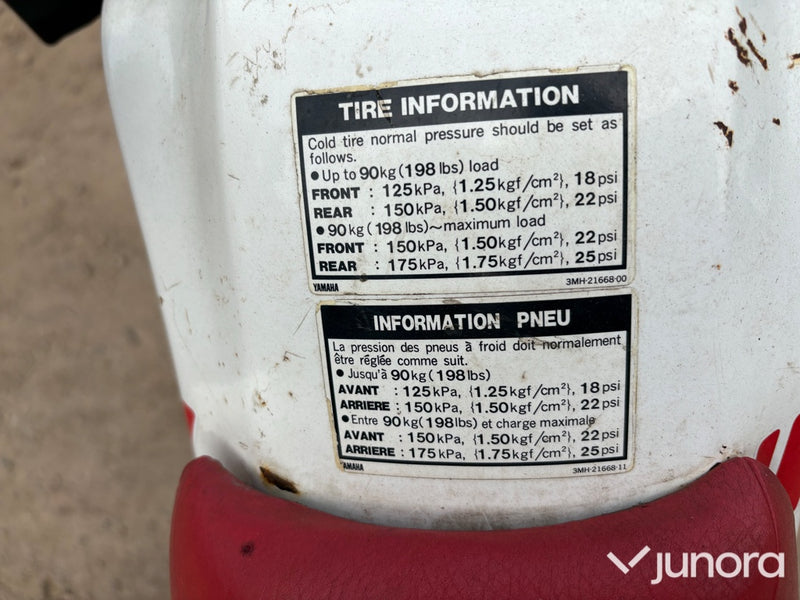 TIRE INFORMATION
Cold tire normal pressure should be set as
follows.
● Up to 90kg (198 lbs) load
FRONT : 125kPa, {1.25kgf/cm²}, 18psi
REAR : 150kPa, {1.50kgf/cm²}, 22psi
● 90kg (198 lbs)~maximum load
FRONT : 150kPa, {1.50kgf/cm²}, 22psi
REAR : 175kPa, {1.75kgf/cm²}, 25psi
YAMAHA 3MH-21668-00
INFORMATION PNEU
La pression des pneus à froid doit normalement
être réglée comme suit.
● Jusqu'à 90kg (198lbs)
AVANT : 125kPa, {1.25kgf/cm²}, 18psi
ARRIERE : 150kPa, {1.50kgf/cm²}, 22psi
● Entre 90kg (198lbs) et charge maximale
AVANT : 150kPa, {1.50kgf/cm²}, 22psi
ARRIERE : 175kPa, {1.75kgf/cm²}, 25psi
YAMAHA 3MH-21668-11
junora